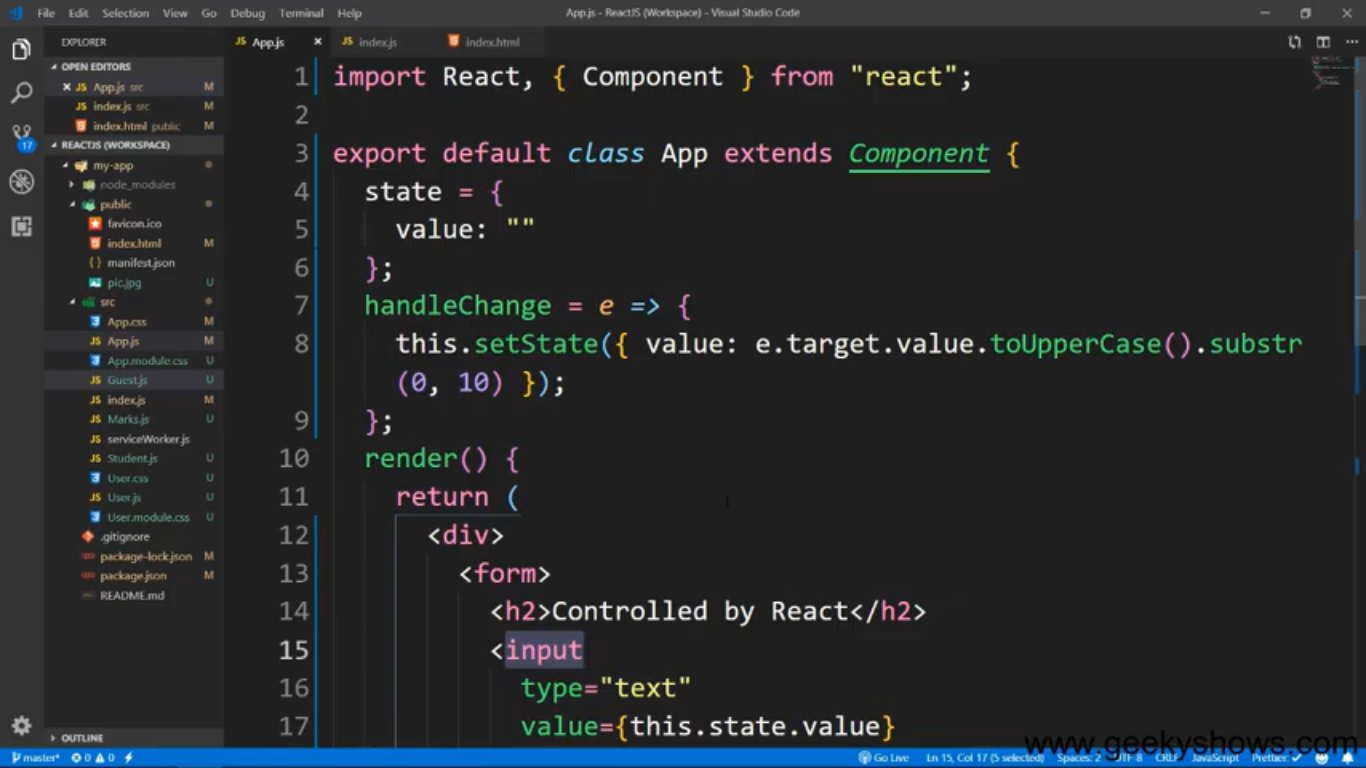 File Edit Selection View Go Debug Terminal Help
App.js - ReactJS (Workspace) - Visual Studio Code
EXPLORER
OPEN EDITORS
App.js src M
index.js src M
index.html public M
17
REACTJS (WORKSPACE)
my-app
node_modules
public
favicon.ico
index.html M
manifest.json
pic.jpg U
src
App.css M
App.js M
App.module.css U
Guest.js U
index.js M
Marks.js U
serviceWorker.js
Student.js U
User.css U
User.js U
User.module.css U
.gitignore
package-lock.json M
package.json M
README.md
OUTLINE
JS App.js × JS index.js index.html
1 import React, { Component } from "react";
2
3 export default class App extends Component {
4 state = {
5 value: ""
6 };
7 handleChange = e => {
8 this.setState({ value: e.target.value.toUpperCase().substr
(0, 10) });
9 };
10 render() {
11 return (
12 <div>
13 <form>
14 <h2>Controlled by React</h2>
15 <input
16 type="text"
17 value={this.state.value}
www.geekyshows.com
master* 0 0 Go Live Ln 15, Col 17 (5 selected) Spaces: 2 UTF-8 CRLF JavaScript Prettier: ✓